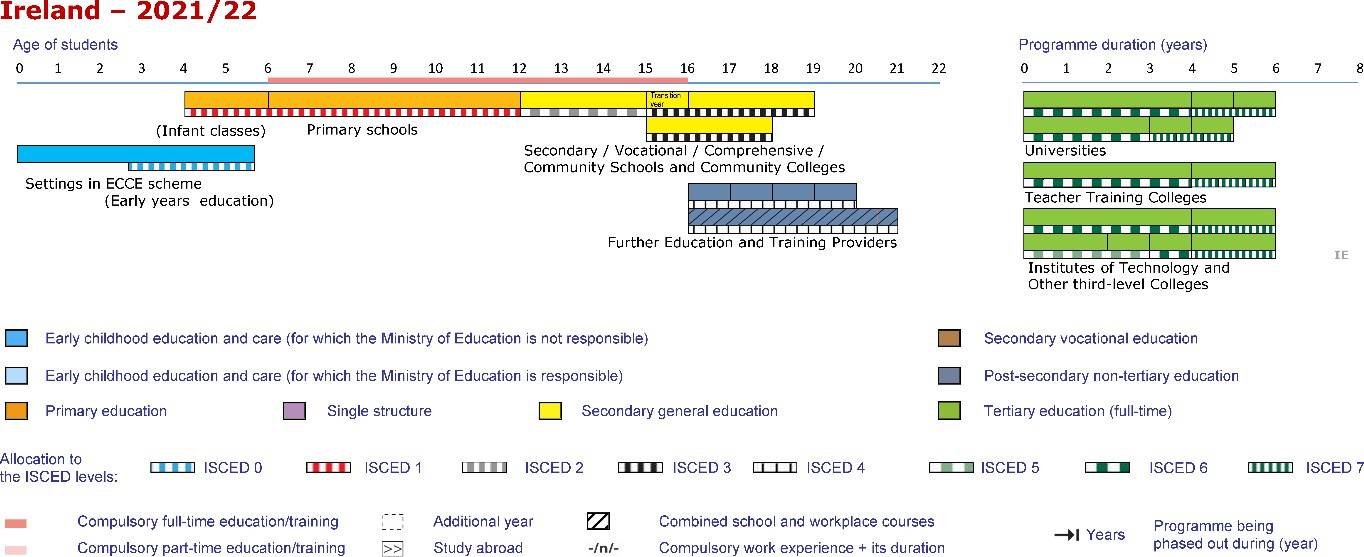 Ireland – 2021/22
Age of students
Programme duration (years)
0 1 2 3 4 5 6 7 8 9 10 11 12 13 14 15 16 17 18 19 20 21 22
0 1 2 3 4 5 6 7 8
Transition
year
(Infant classes)
Primary schools
Secondary / Vocational / Comprehensive /
Community Schools and Community Colleges
Settings in ECCE scheme
(Early years education)
Further Education and Training Providers
Universities
Teacher Training Colleges
Institutes of Technology and
Other third-level Colleges
IE
Early childhood education and care (for which the Ministry of Education is not responsible)
Secondary vocational education
Early childhood education and care (for which the Ministry of Education is responsible)
Post-secondary non-tertiary education
Primary education
Single structure
Secondary general education
Tertiary education (full-time)
Allocation to
the ISCED levels:
ISCED 0
ISCED 1
ISCED 2
ISCED 3
ISCED 4
ISCED 5
ISCED 6
ISCED 7
Compulsory full-time education/training
Additional year
Combined school and workplace courses
Years
Programme being
phased out during (year)
Compulsory part-time education/training
>>
Study abroad
-/n/-
Compulsory work experience + its duration